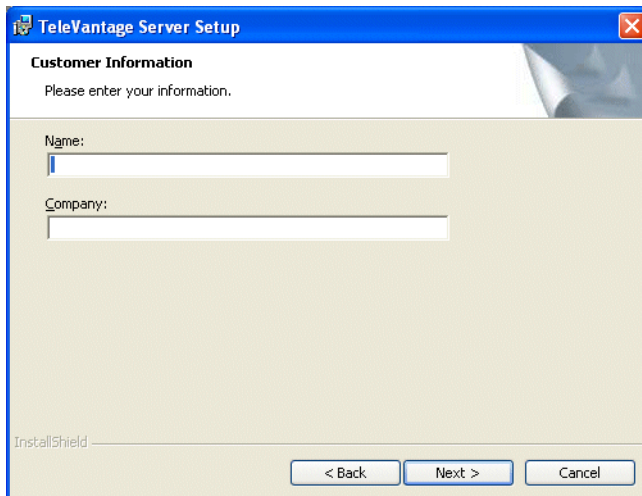 TeleVantage Server Setup
Customer Information
Please enter your information.
Name:
Company:
InstallShield
< Back Next > Cancel